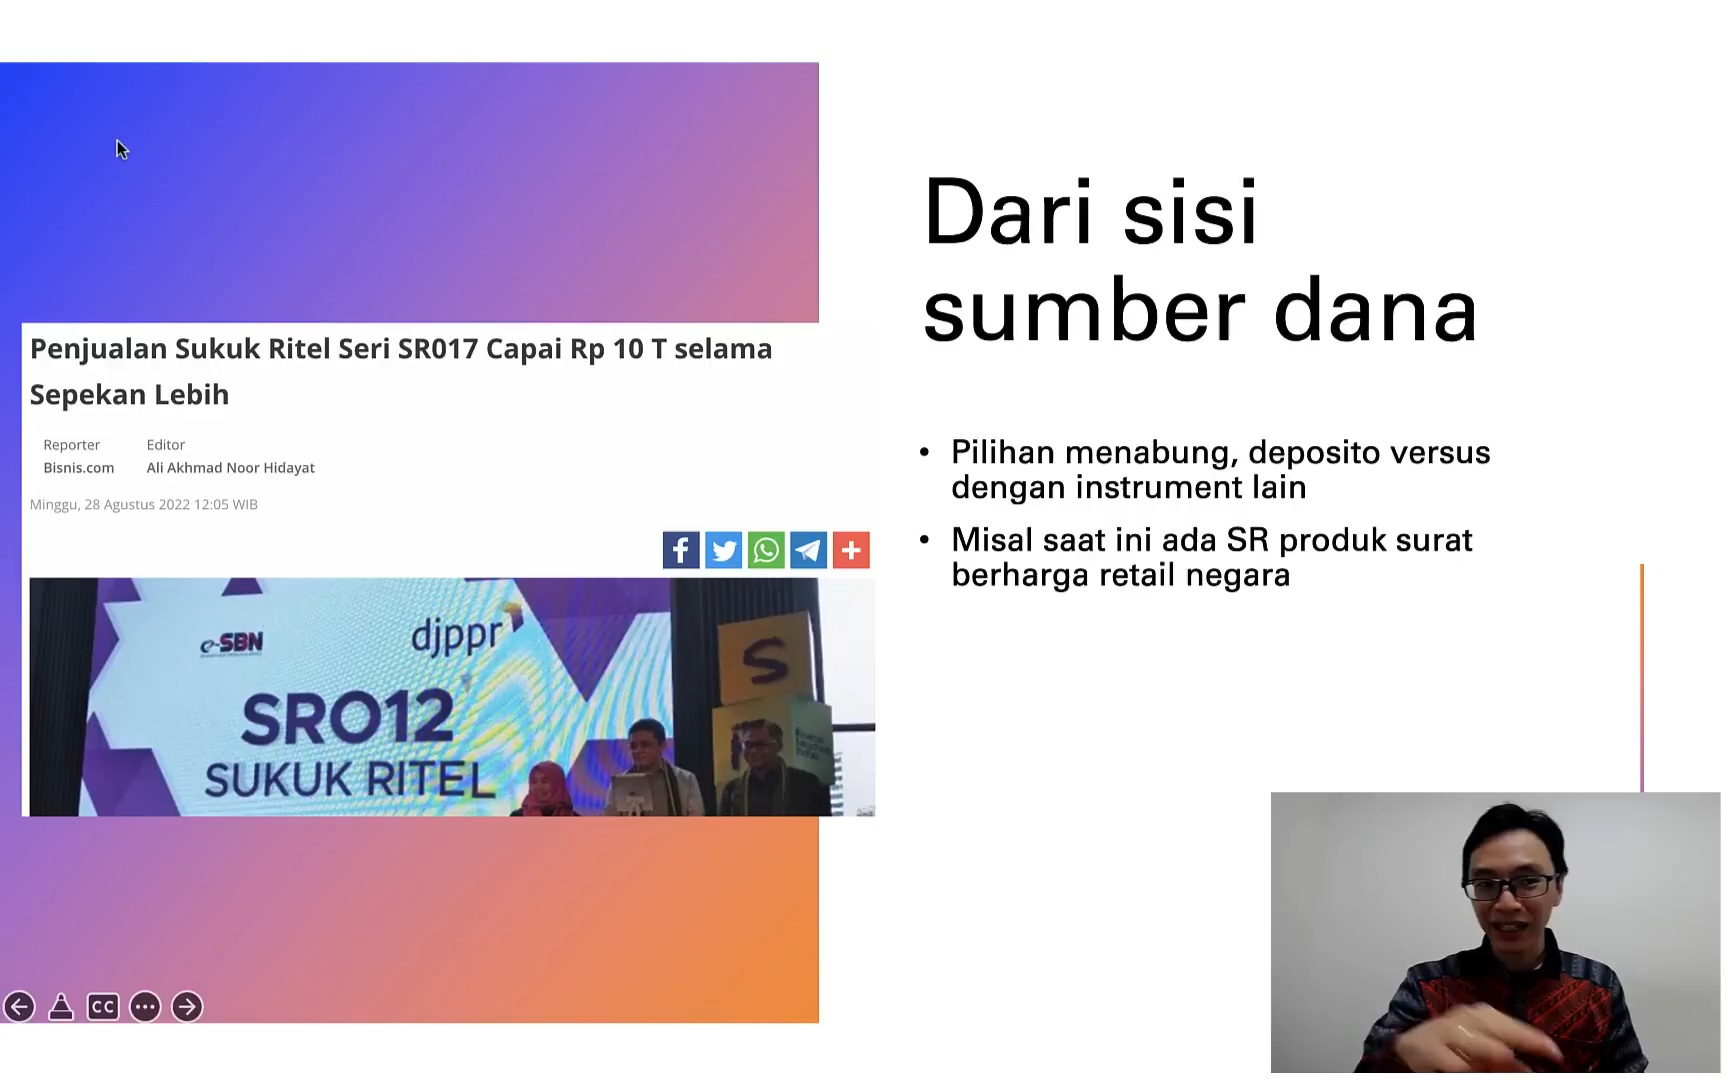 Dari sisi
sumber dana
Penjualan Sukuk Ritel Seri SR017 Capai Rp 10 T selama
Sepekan Lebih
Reporter Editor
Bisnis.com Ali Akhmad Noor Hidayat
Minggu, 28 Agustus 2022 12:05 WIB
e-SBN
djppr
S
SR012
SUKUK RITEL
• Pilihan menabung, deposito versus
dengan instrument lain
• Misal saat ini ada SR produk surat
berharga retail negara
CC